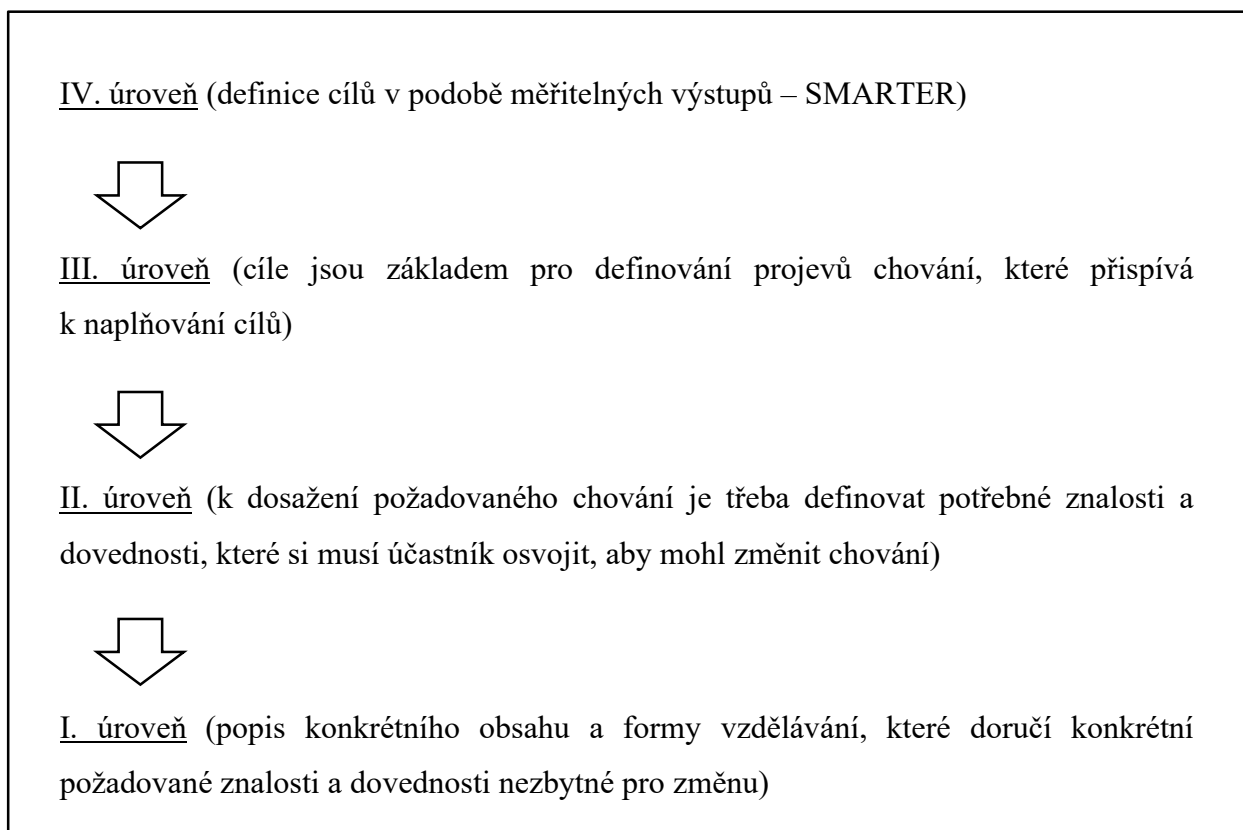 IV. úroveň (definice cílů v podobě měřitelných výstupů – SMARTER)
III. úroveň (cíle jsou základem pro definování projevů chování, které přispívá
k naplňování cílů)
II. úroveň (k dosažení požadovaného chování je třeba definovat potřebné znalosti a
dovednosti, které si musí účastník osvojit, aby mohl změnit chování)
I. úroveň (popis konkrétního obsahu a formy vzdělávání, které doručí konkrétní
požadované znalosti a dovednosti nezbytné pro změnu)